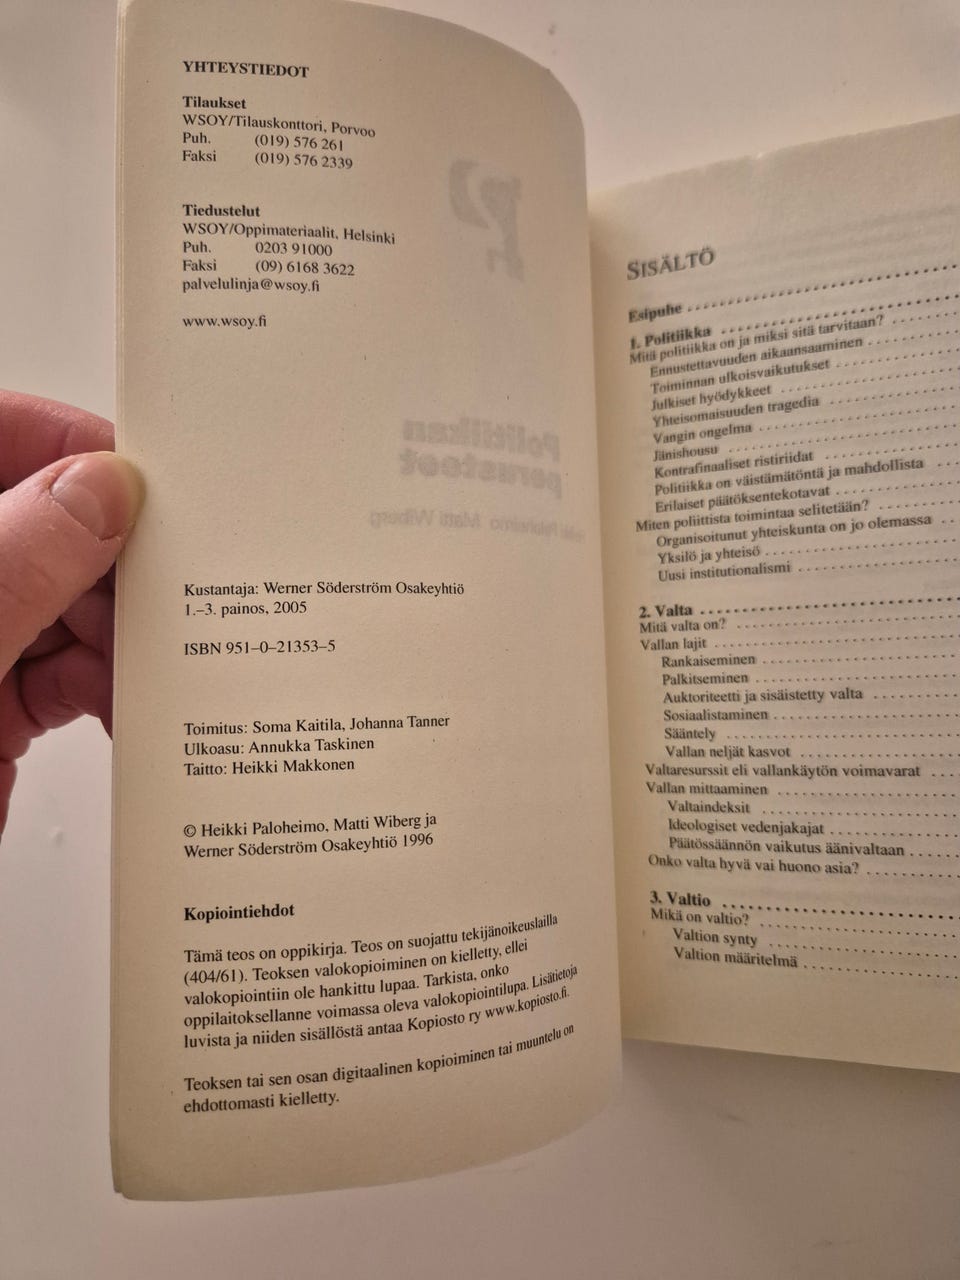 YHTEYSTIEDOT
Tilaukset
WSOY/Tilauskonttori, Porvoo
Puh. (019) 576 261
Faksi (019) 576 2339
Tiedustelut
WSOY/Oppimateriaalit, Helsinki
Puh. 0203 91000
Faksi (09) 6168 3622
palvelulinja@wsoy.fi
www.wsoy.fi
Politiikan
perusteet
Paloheimo Matti Wiberg
Kustantaja: Werner Söderström Osakeyhtiö
1.–3. painos, 2005
ISBN 951–0–21353–5
Toimitus: Soma Kaitila, Johanna Tanner
Ulkoasu: Annukka Taskinen
Taitto: Heikki Makkonen
© Heikki Paloheimo, Matti Wiberg ja
Werner Söderström Osakeyhtiö 1996
Kopiointiehdot
Tämä teos on oppikirja. Teos on suojattu tekijänoikeuslailla
(404/61). Teoksen valokopioiminen on kielletty, ellei
valokopiointiin ole hankittu lupaa. Tarkista, onko
oppilaitoksellanne voimassa oleva valokopiointilupa. Lisätietoja
luvista ja niiden sisällöstä antaa Kopiosto ry www.kopiosto.fi.
Teoksen tai sen osan digitaalinen kopioiminen tai muuntelu on
ehdottomasti kielletty.
SISÄLTÖ
Esipuhe
1. Politiikka
Mitä politiikka on ja miksi sitä tarvitaan?
Ennustettavuuden aikaansaaminen
Toiminnan ulkoisvaikutukset
Julkiset hyödykkeet
Yhteisomaisuuden tragedia
Vangin ongelma
Jänishousu
Kontrafinaaliset ristiriidat
Politiikka on väistämätöntä ja mahdollista
Erilaiset päätöksentekotavat
Miten poliittista toimintaa selitetään?
Organisoitunut yhteiskunta on jo olemassa
Yksilö ja yhteisö
Uusi institutionalismi
2. Valta
Mitä valta on?
Vallan lajit
Rankaiseminen
Palkitseminen
Auktoriteetti ja sisäistetty valta
Sosiaalistaminen
Sääntely
Vallan neljät kasvot
Valtaresurssit eli vallankäytön voimavarat
Vallan mittaaminen
Valtaindeksit
Ideologiset vedenjakajat
Päätössäännön vaikutus äänivaltaan
Onko valta hyvä vai huono asia?
3. Valtio
Mikä on valtio?
Valtion synty
Valtion määritelmä